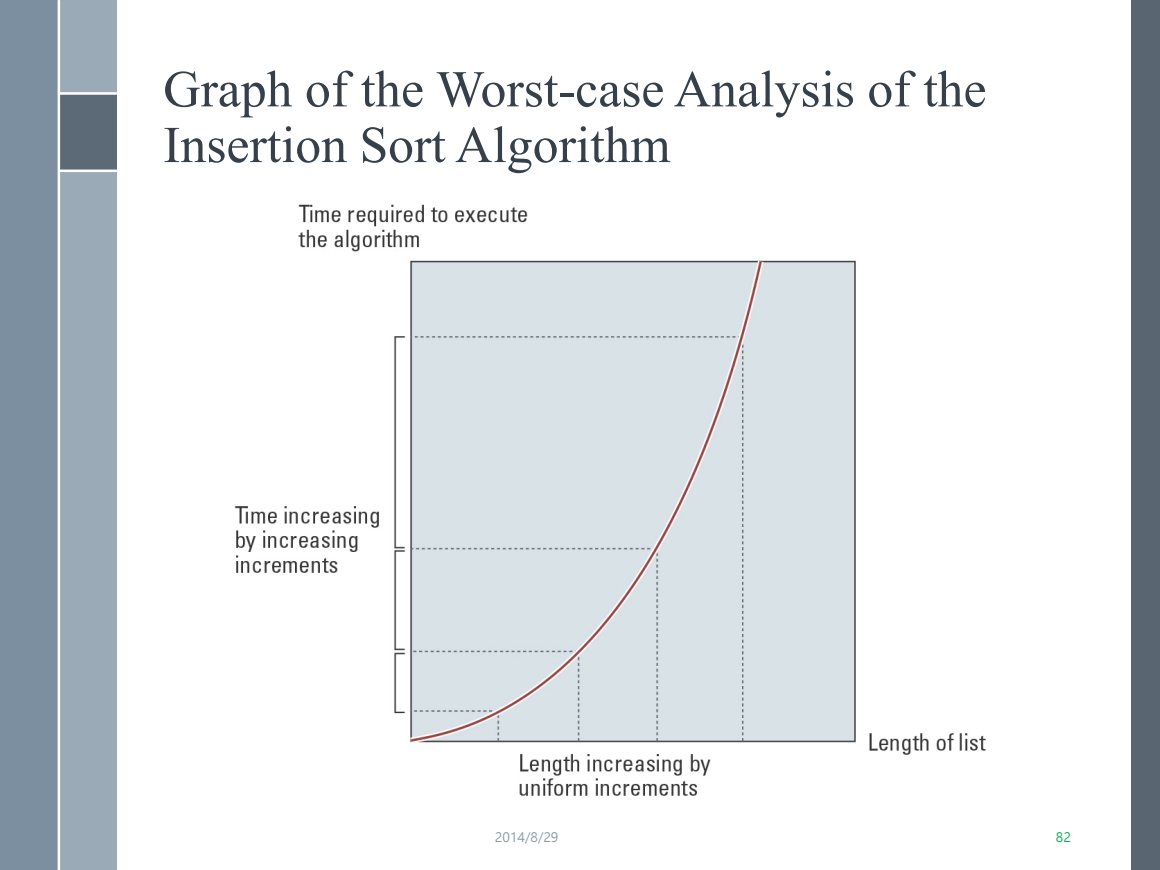 Graph of the Worst-case Analysis of the
Insertion Sort Algorithm
Time required to execute
the algorithm
Time increasing
by increasing
increments
Length of list
Length increasing by
uniform increments
2014/8/29
82